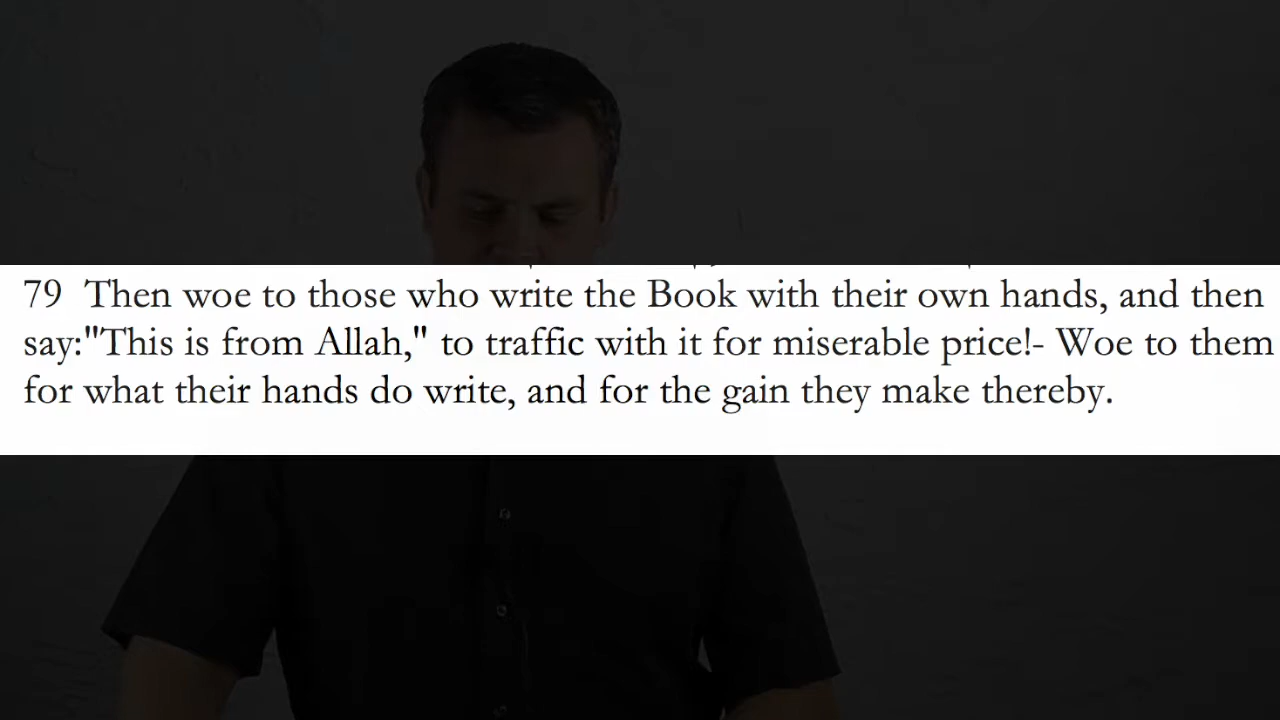 79 Then woe to those who write the Book with their own hands, and then
say:"This is from Allah," to traffic with it for miserable price!- Woe to them
for what their hands do write, and for the gain they make thereby.